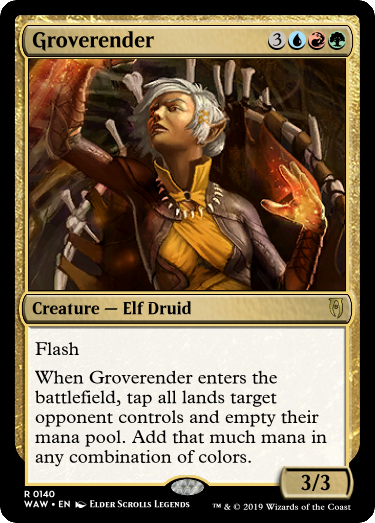 Groverender 3
Creature — Elf Druid
Flash
When Groverender enters the
battlefield, tap all lands target
opponent controls and empty their
mana pool. Add that much mana in
any combination of colors.
3/3
R 0140
WAW • EN Elder Scrolls Legends
™ & © 2019 Wizards of the Coast